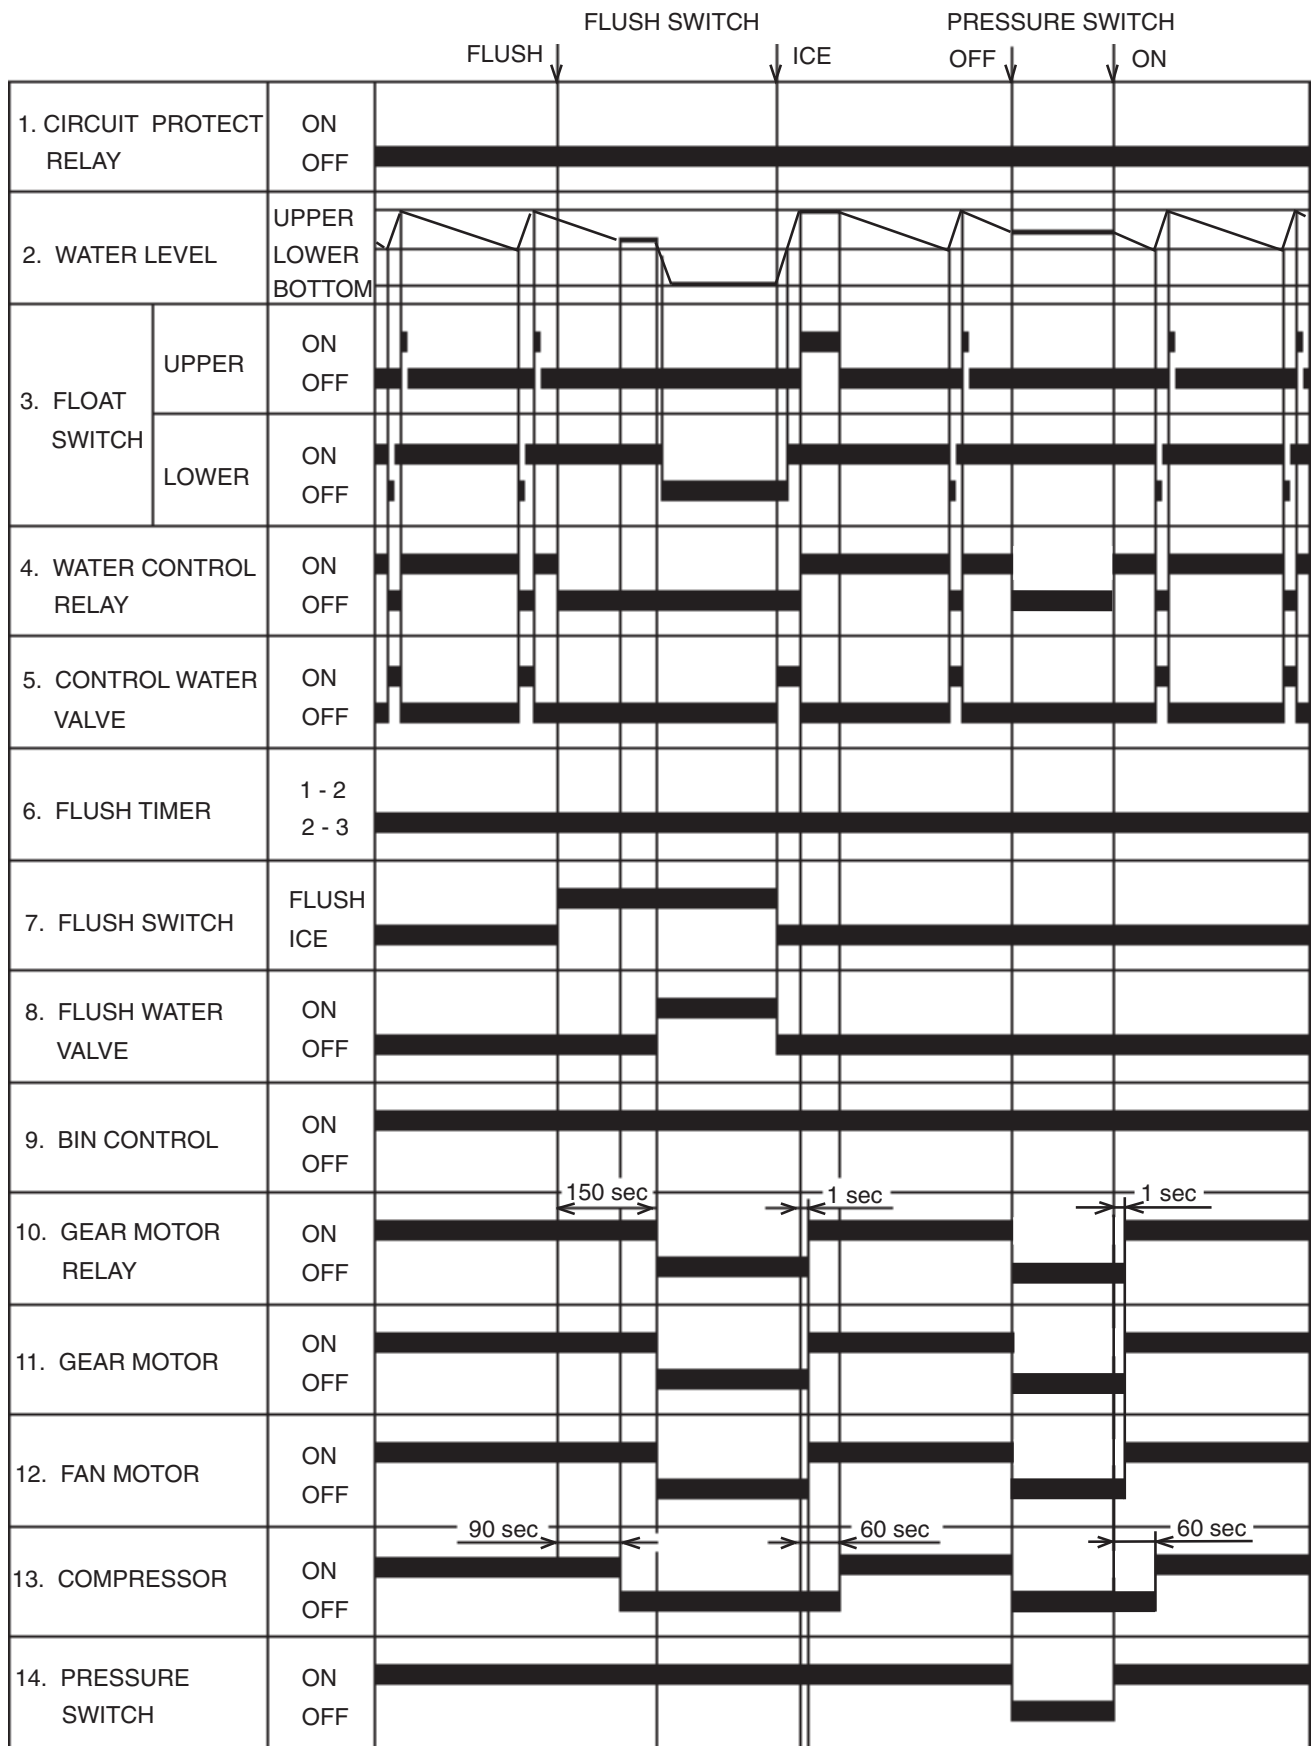 FLUSH SWITCH
PRESSURE SWITCH
FLUSH
ICE
OFF
ON
1. CIRCUIT PROTECT
RELAY
ON
OFF
2. WATER LEVEL
UPPER
LOWER
BOTTOM
3. FLOAT
SWITCH
UPPER
ON
OFF
LOWER
ON
OFF
4. WATER CONTROL
RELAY
ON
OFF
5. CONTROL WATER
VALVE
ON
OFF
6. FLUSH TIMER
1 - 2
2 - 3
7. FLUSH SWITCH
FLUSH
ICE
8. FLUSH WATER
VALVE
ON
OFF
9. BIN CONTROL
ON
OFF
150 sec
1 sec
1 sec
10. GEAR MOTOR
RELAY
ON
OFF
11. GEAR MOTOR
ON
OFF
12. FAN MOTOR
ON
OFF
90 sec
60 sec
60 sec
13. COMPRESSOR
ON
OFF
14. PRESSURE
SWITCH
ON
OFF